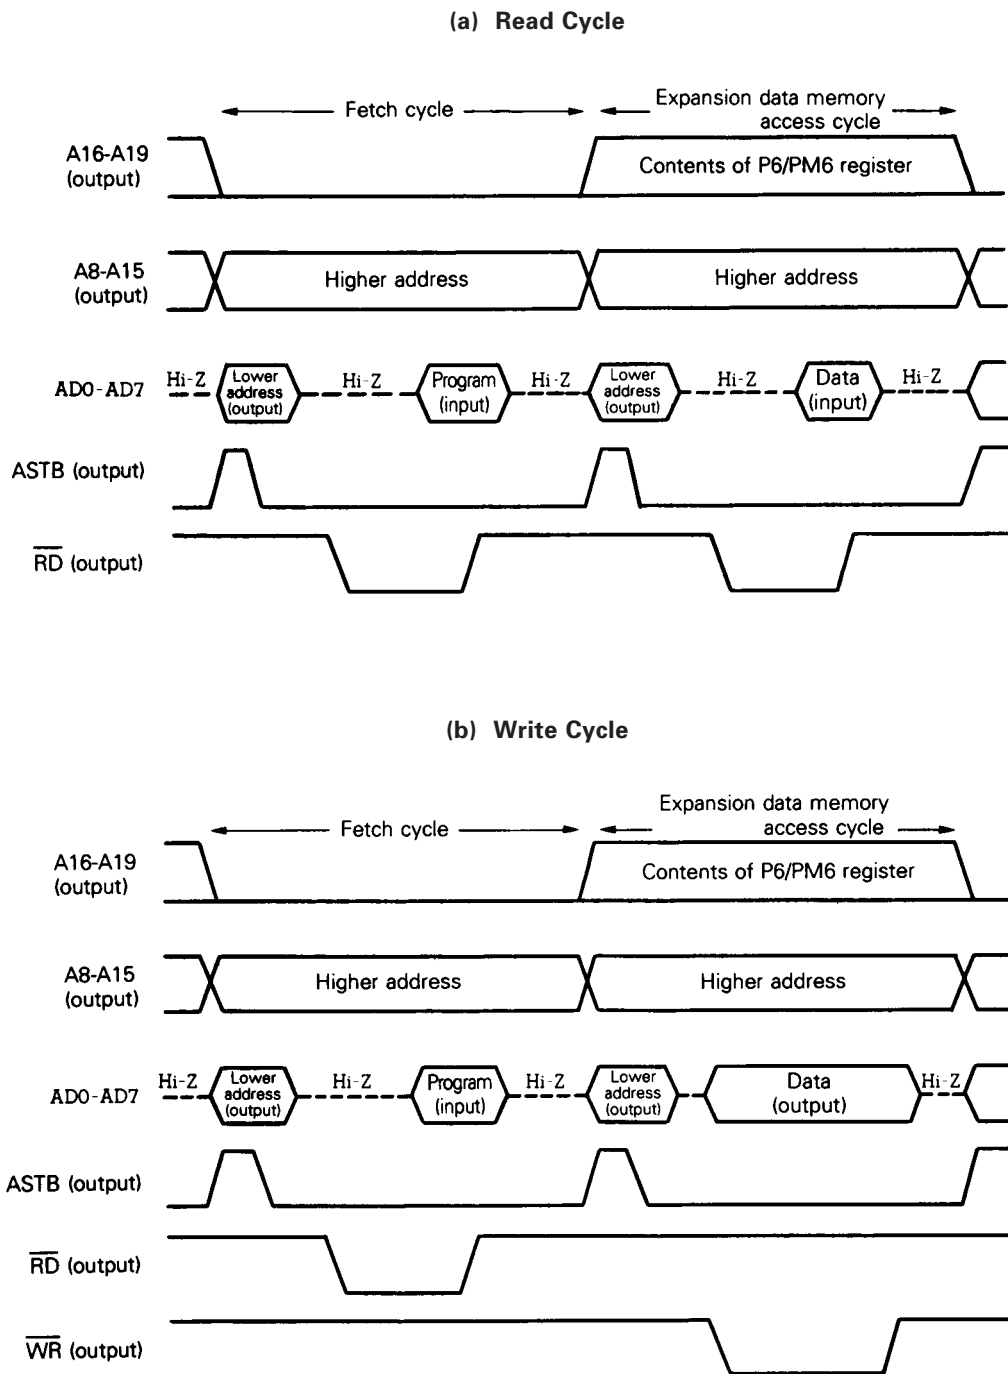 (a) Read Cycle
Fetch cycle
Expansion data memory
access cycle
A16-A19
(output)
Contents of P6/PM6 register
A8-A15
(output)
Higher address
Higher address
AD0-AD7
Hi-Z
Lower
address
(output)
Hi-Z
Program
(input)
Hi-Z
Lower
address
(output)
Hi-Z
Data
(input)
Hi-Z
ASTB (output)
R̅D̅ (output)
(b) Write Cycle
Fetch cycle
Expansion data memory
access cycle
A16-A19
(output)
Contents of P6/PM6 register
A8-A15
(output)
Higher address
Higher address
AD0-AD7
Hi-Z
Lower
address
(output)
Hi-Z
Program
(input)
Hi-Z
Lower
address
(output)
Data
(output)
Hi-Z
ASTB (output)
R̅D̅ (output)
W̅R̅ (output)